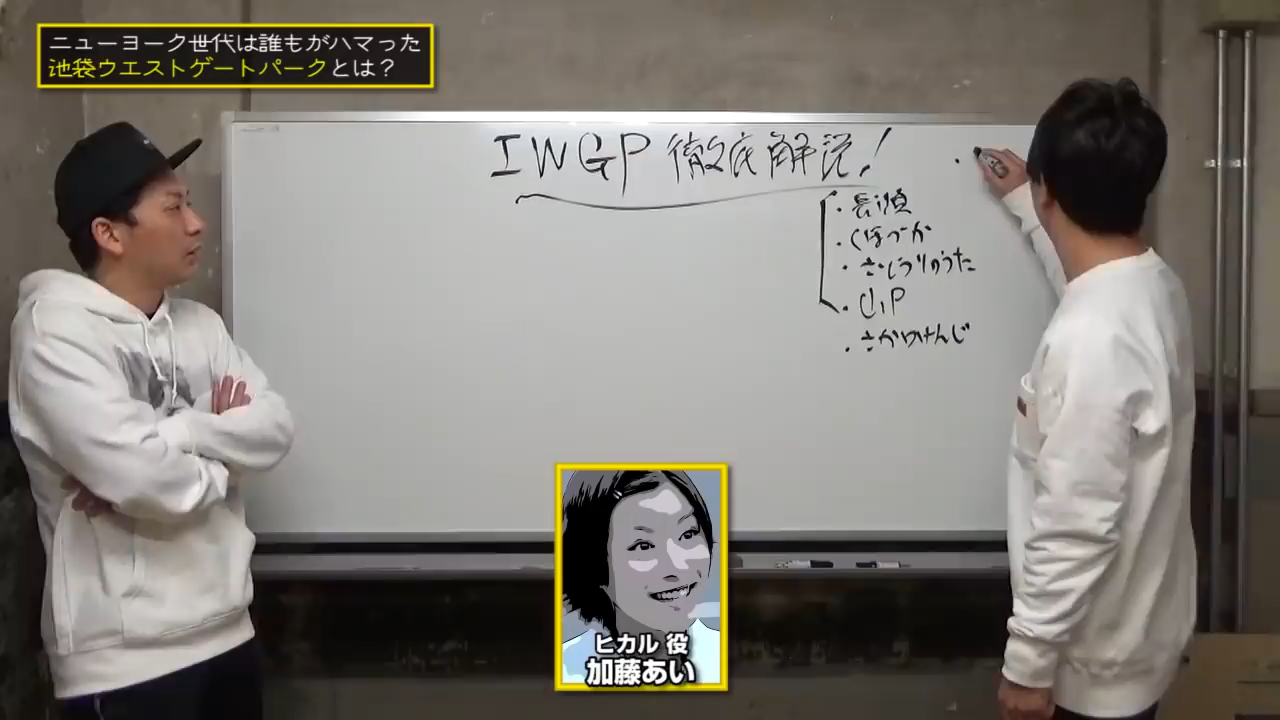 ニューヨーク世代は誰もがハマった
池袋ウエストゲートパークとは？
IWGP 徹底解説!
・長瀬
・くぼづか
・さとうりゅうた
・山P
・さかぐちけんじ
ヒカル 役
加藤あい